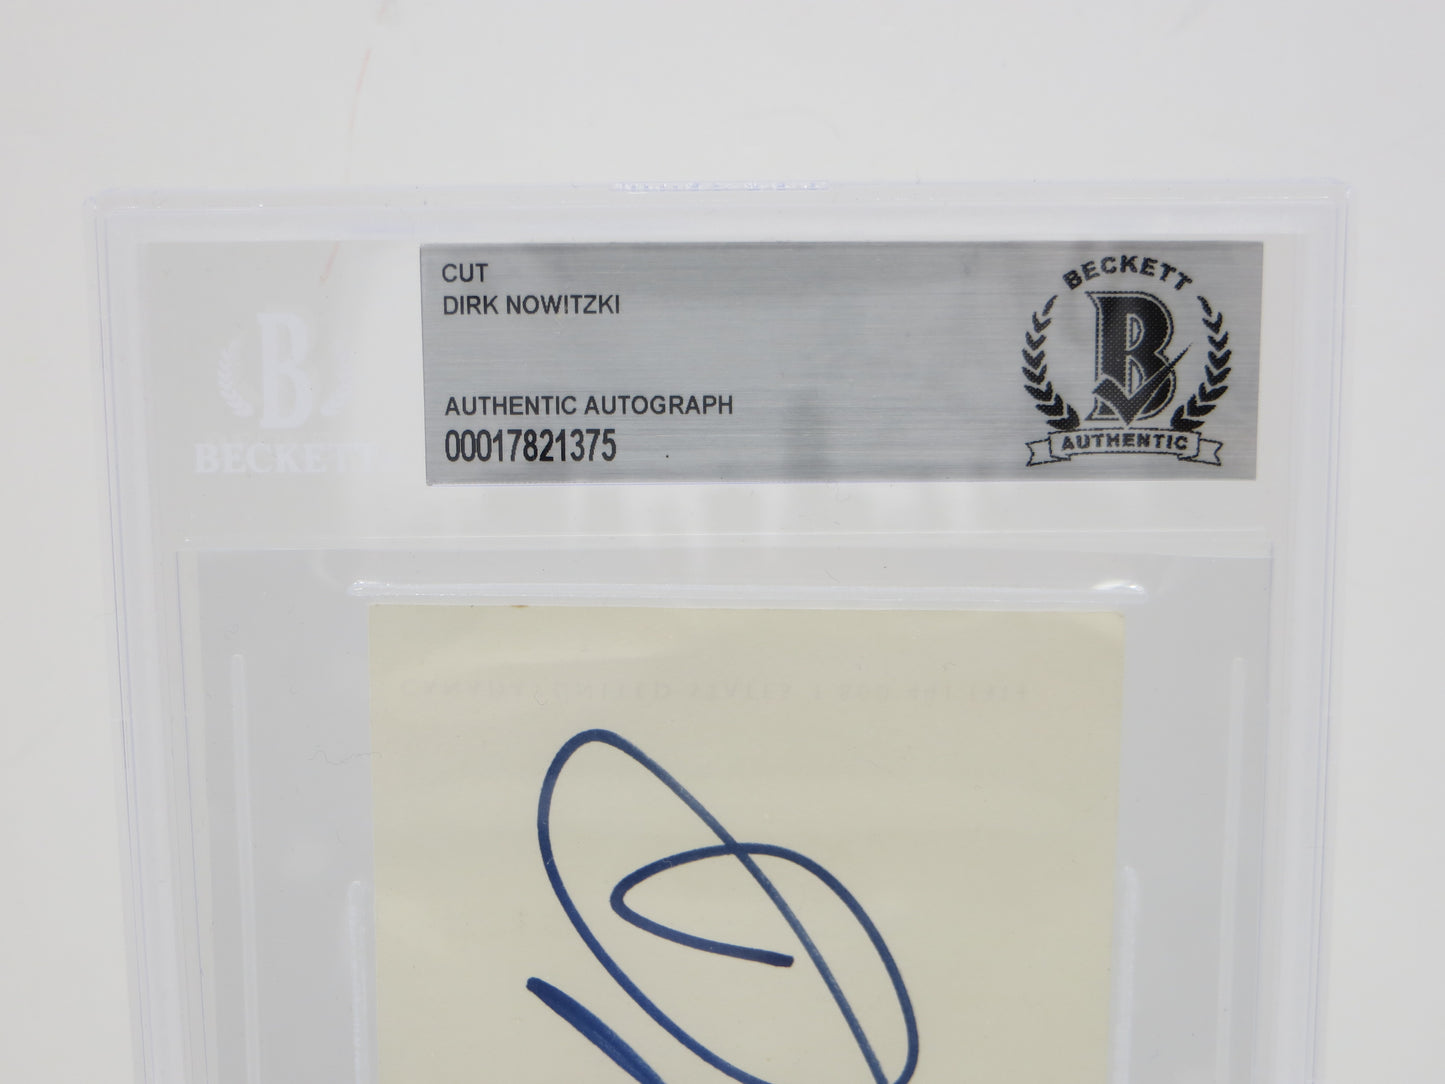 CUT
DIRK NOWITZKI
AUTHENTIC AUTOGRAPH
00017821375
BECKETT
B
AUTHENTIC
B
BECKETT